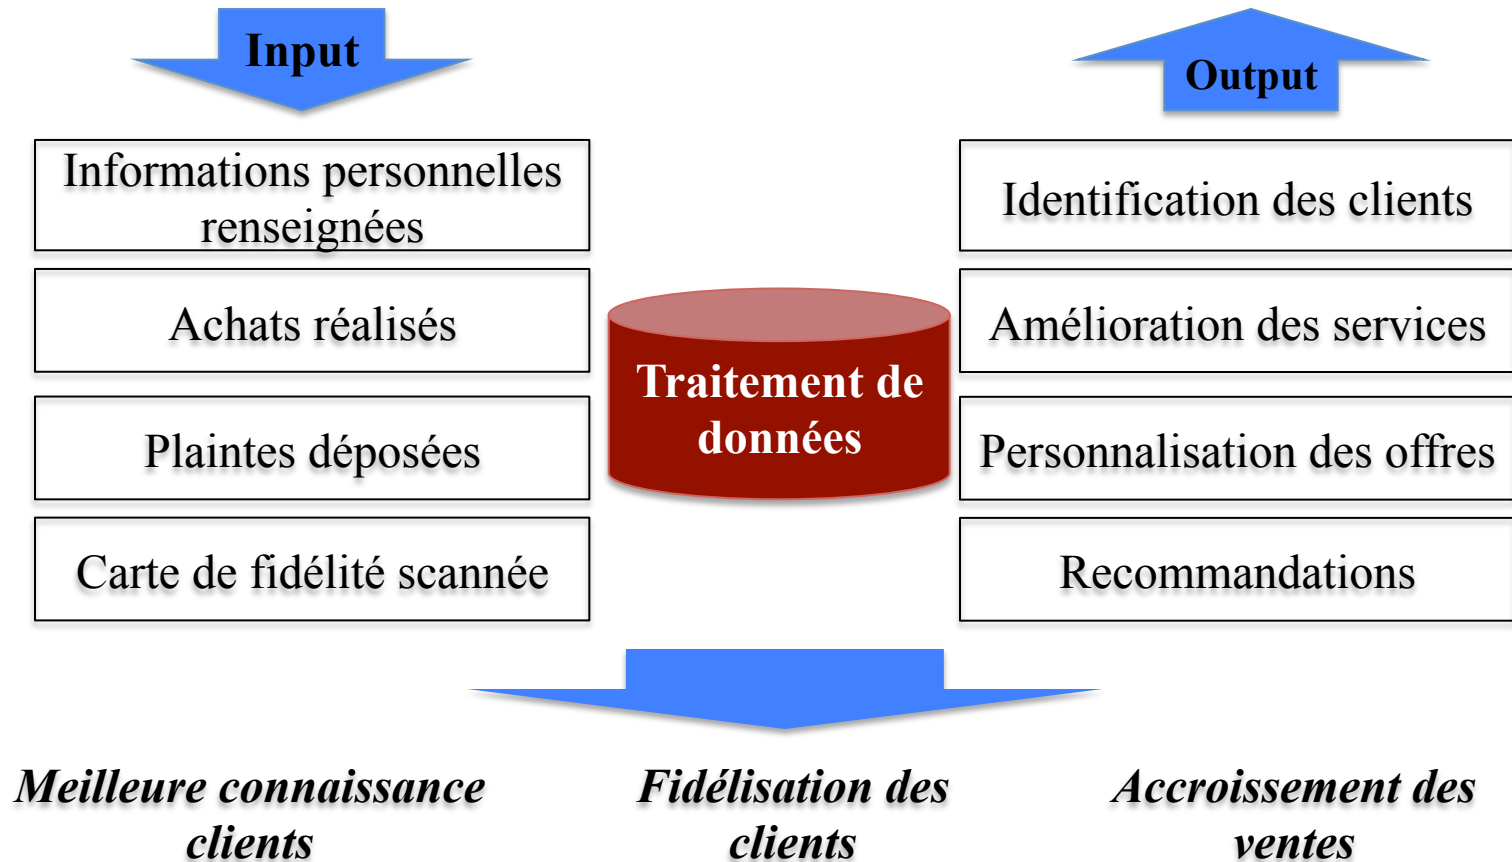 Input
Output
Informations personnelles
renseignées
Achats réalisés
Plaintes déposées
Carte de fidélité scannée
Traitement de
données
Identification des clients
Amélioration des services
Personnalisation des offres
Recommandations
Meilleure connaissance
clients
Fidélisation des
clients
Accroissement des
ventes